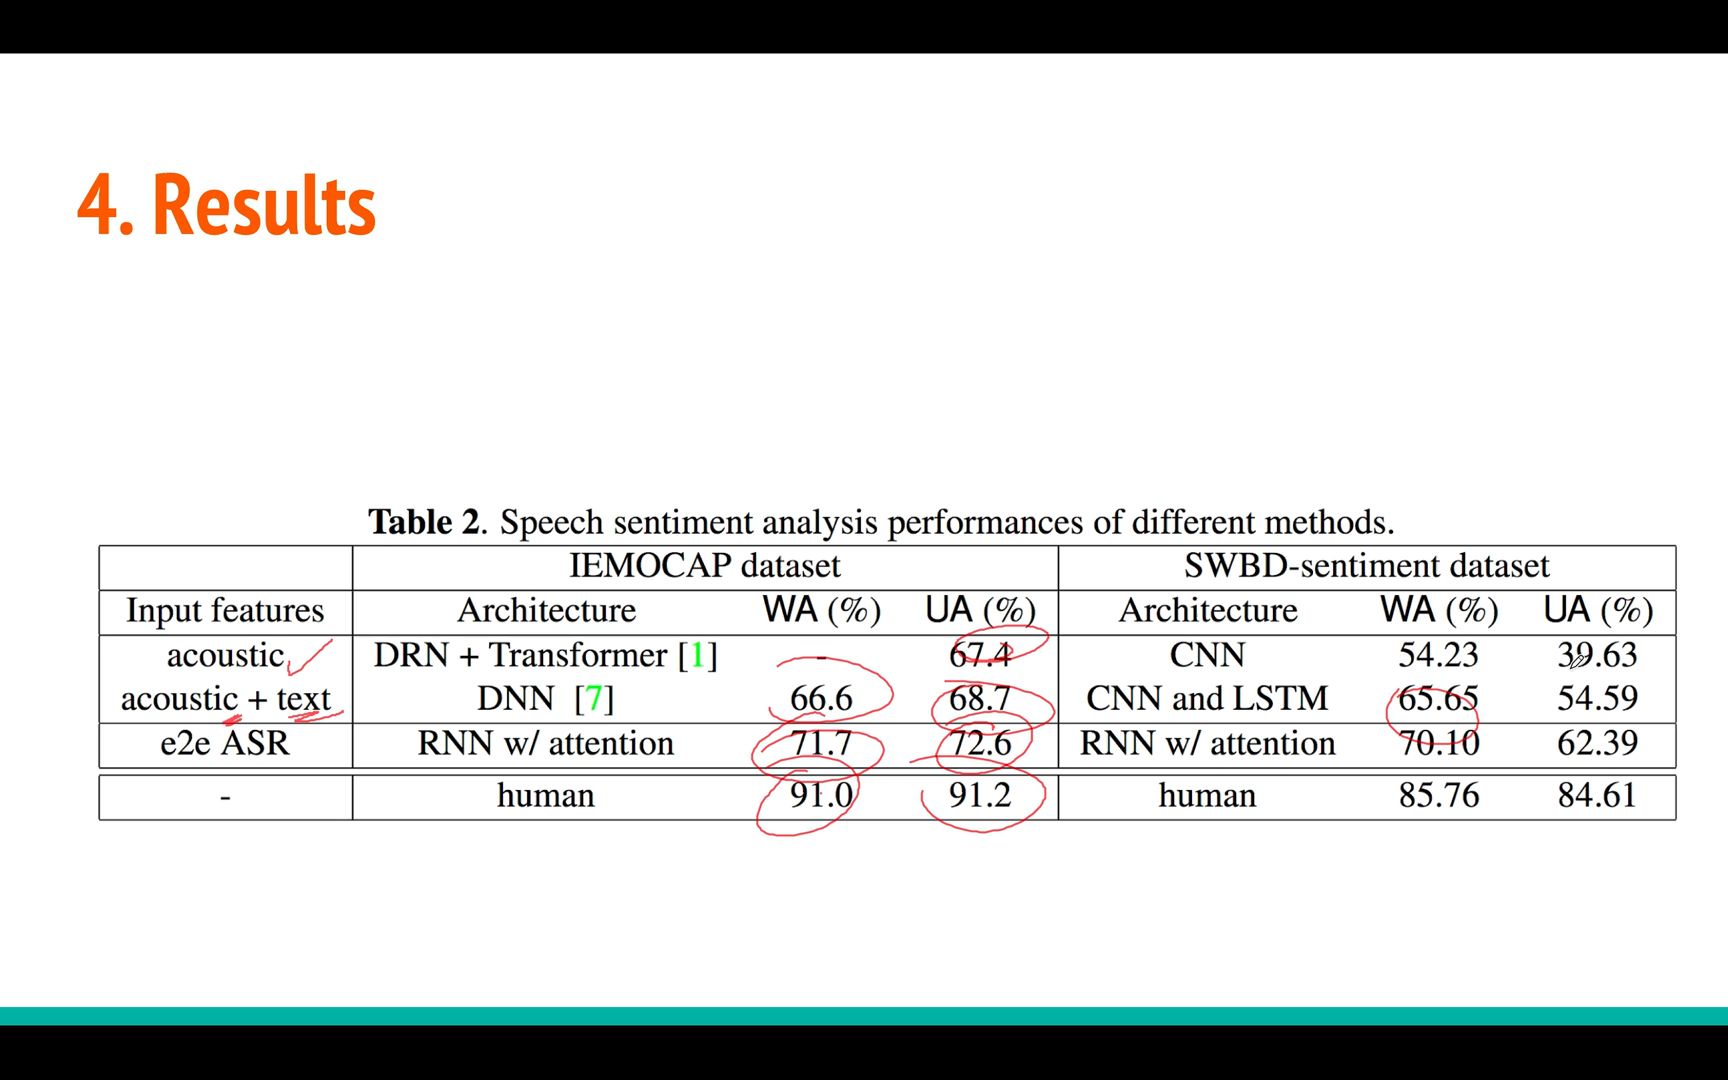 4. Results
Table 2. Speech sentiment analysis performances of different methods.
IEMOCAP dataset SWBD-sentiment dataset
Input features Architecture WA (%) UA (%) Architecture WA (%) UA (%)
acoustic DRN + Transformer [1] - 67.4 CNN 54.23 39.63
acoustic + text DNN [7] 66.6 68.7 CNN and LSTM 65.65 54.59
e2e ASR RNN w/ attention 71.7 72.6 RNN w/ attention 70.10 62.39
- human 91.0 91.2 human 85.76 84.61